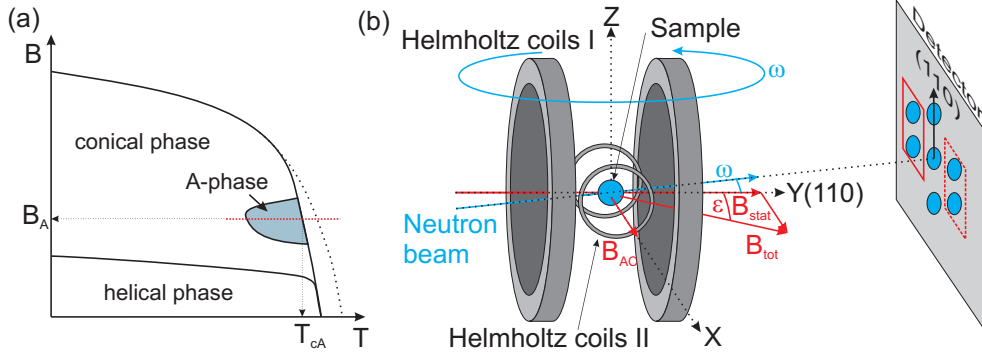 (a)
B
conical phase
A-phase
B_A
helical phase
T_cA
T
(b)
Helmholtz coils I
Z
Sample
ω
Detector
(110)
ω
Y(110)
Neutron
beam
ε
B_stat
B_tot
B_AC
X
Helmholtz coils II